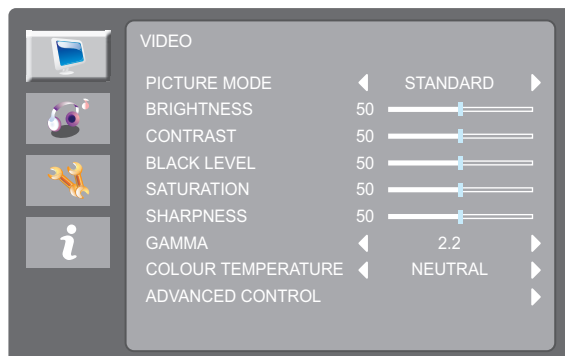 VIDEO
PICTURE MODE STANDARD
BRIGHTNESS 50
CONTRAST 50
BLACK LEVEL 50
SATURATION 50
SHARPNESS 50
GAMMA 2.2
COLOUR TEMPERATURE NEUTRAL
ADVANCED CONTROL